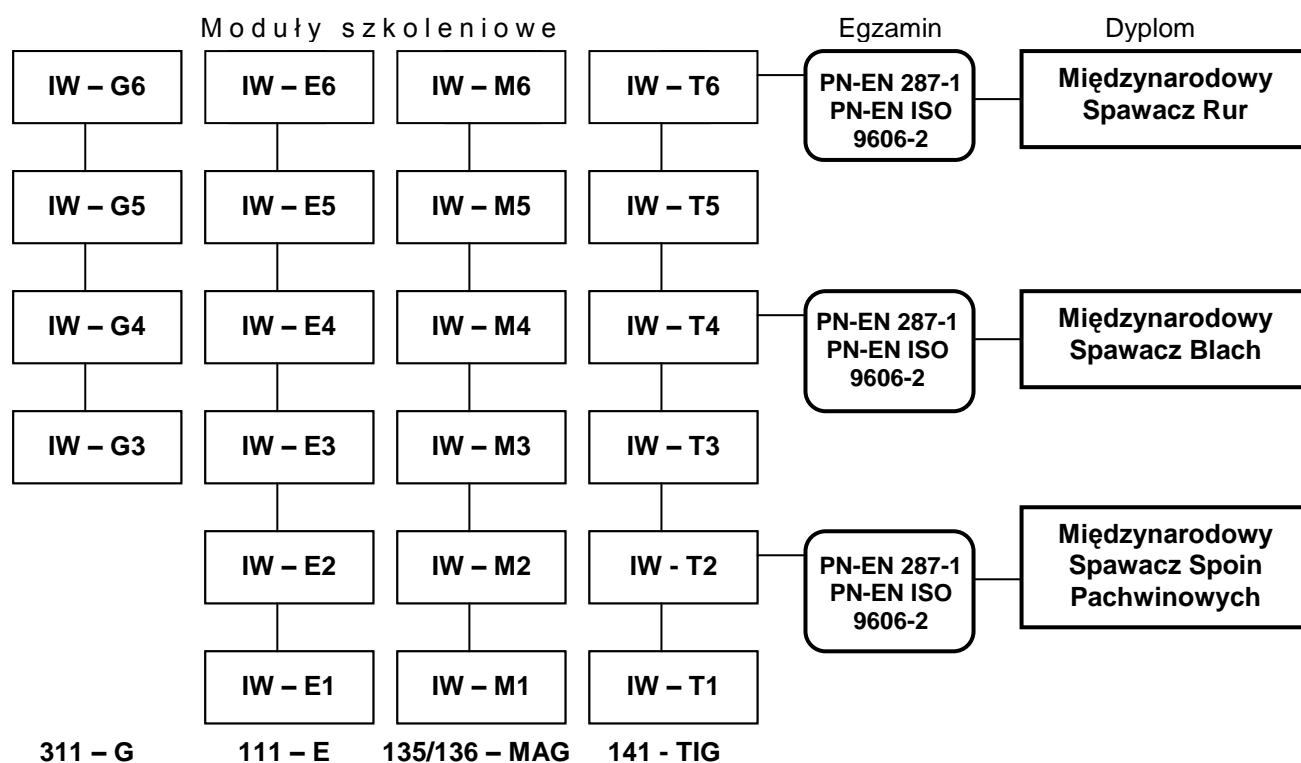 Moduły szkoleniowe Egzamin Dyplom
IW – G6 IW – E6 IW – M6 IW – T6
PN-EN 287-1
PN-EN ISO
9606-2
Międzynarodowy
Spawacz Rur
IW – G5 IW – E5 IW – M5 IW – T5
IW – G4 IW – E4 IW – M4 IW – T4
PN-EN 287-1
PN-EN ISO
9606-2
Międzynarodowy
Spawacz Blach
IW – G3 IW – E3 IW – M3 IW – T3
IW – E2 IW – M2 IW - T2
PN-EN 287-1
PN-EN ISO
9606-2
Międzynarodowy
Spawacz Spoin
Pachwinowych
IW – E1 IW – M1 IW – T1
311 – G 111 – E 135/136 – MAG 141 - TIG